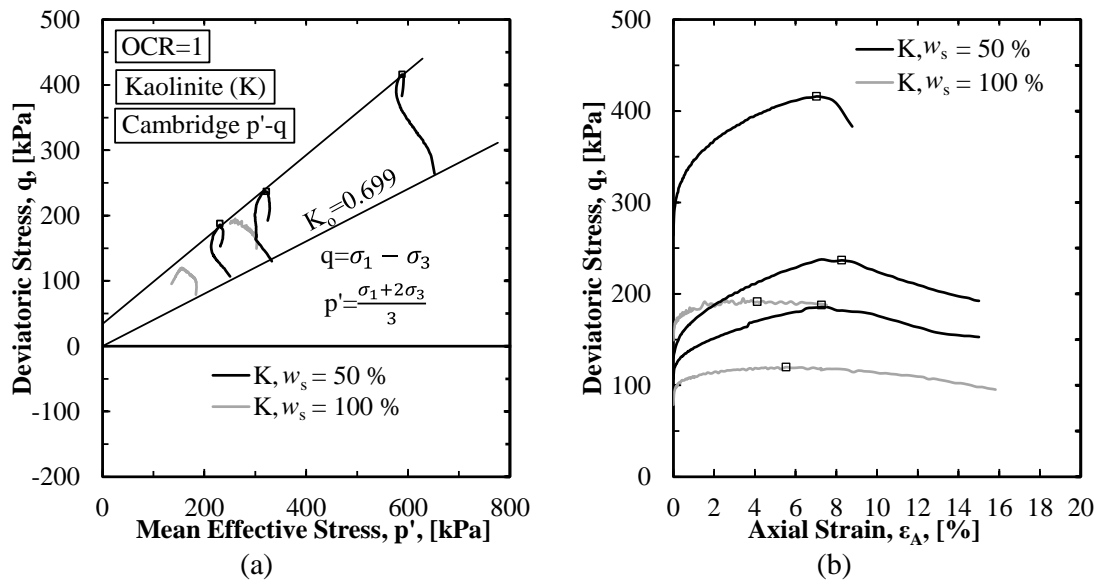 500
400
300
200
100
0
-100
-200
Deviatoric Stress, q, [kPa]
OCR=1
Kaolinite (K)
Cambridge p'-q
K₀=0.699
q=σ₁ − σ₃
p'=(σ₁+2σ₃)/3
K, wₛ = 50 %
K, wₛ = 100 %
0 200 400 600 800
Mean Effective Stress, p', [kPa]
(a)
500
400
300
200
100
0
Deviatoric Stress, q, [kPa]
K, wₛ = 50 %
K, wₛ = 100 %
0 2 4 6 8 10 12 14 16 18 20
Axial Strain, ε_A, [%]
(b)